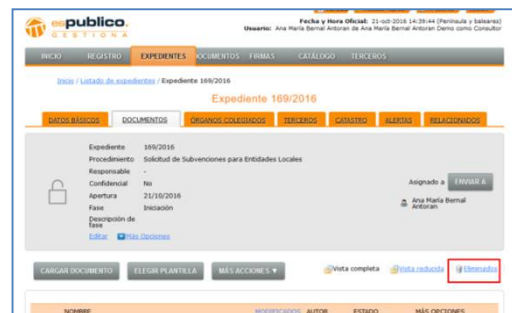 espublico.
GESTIONA
Fecha y Hora Oficial: 21-oct-2016 14:39:44 (Península y baleares)
Usuario: Ana María Bernal Antoran de Ana María Bernal Antoran Demo como Consultor
INICIO REGISTRO EXPEDIENTES DOCUMENTOS FIRMAS CATÁLOGO TERCEROS
Inicio / Listado de expedientes / Expediente 169/2016
Expediente 169/2016
DATOS BÁSICOS DOCUMENTOS ÓRGANOS COLEGIADOS TERCEROS CATASTRO ALERTAS RELACIONADOS
Expediente 169/2016
Procedimiento Solicitud de Subvenciones para Entidades Locales
Responsable -
Confidencial No
Apertura 21/10/2016
Fase Iniciación
Descripción de fase
Editar Más Opciones
Asignado a ENVIAR A
Ana María Bernal Antoran
CARGAR DOCUMENTO ELEGIR PLANTILLA MÁS ACCIONES ▼ Vista completa Vista reducida Eliminados
NOMBRE MODIFICADOS AUTOR ESTADO MÁS OPCIONES